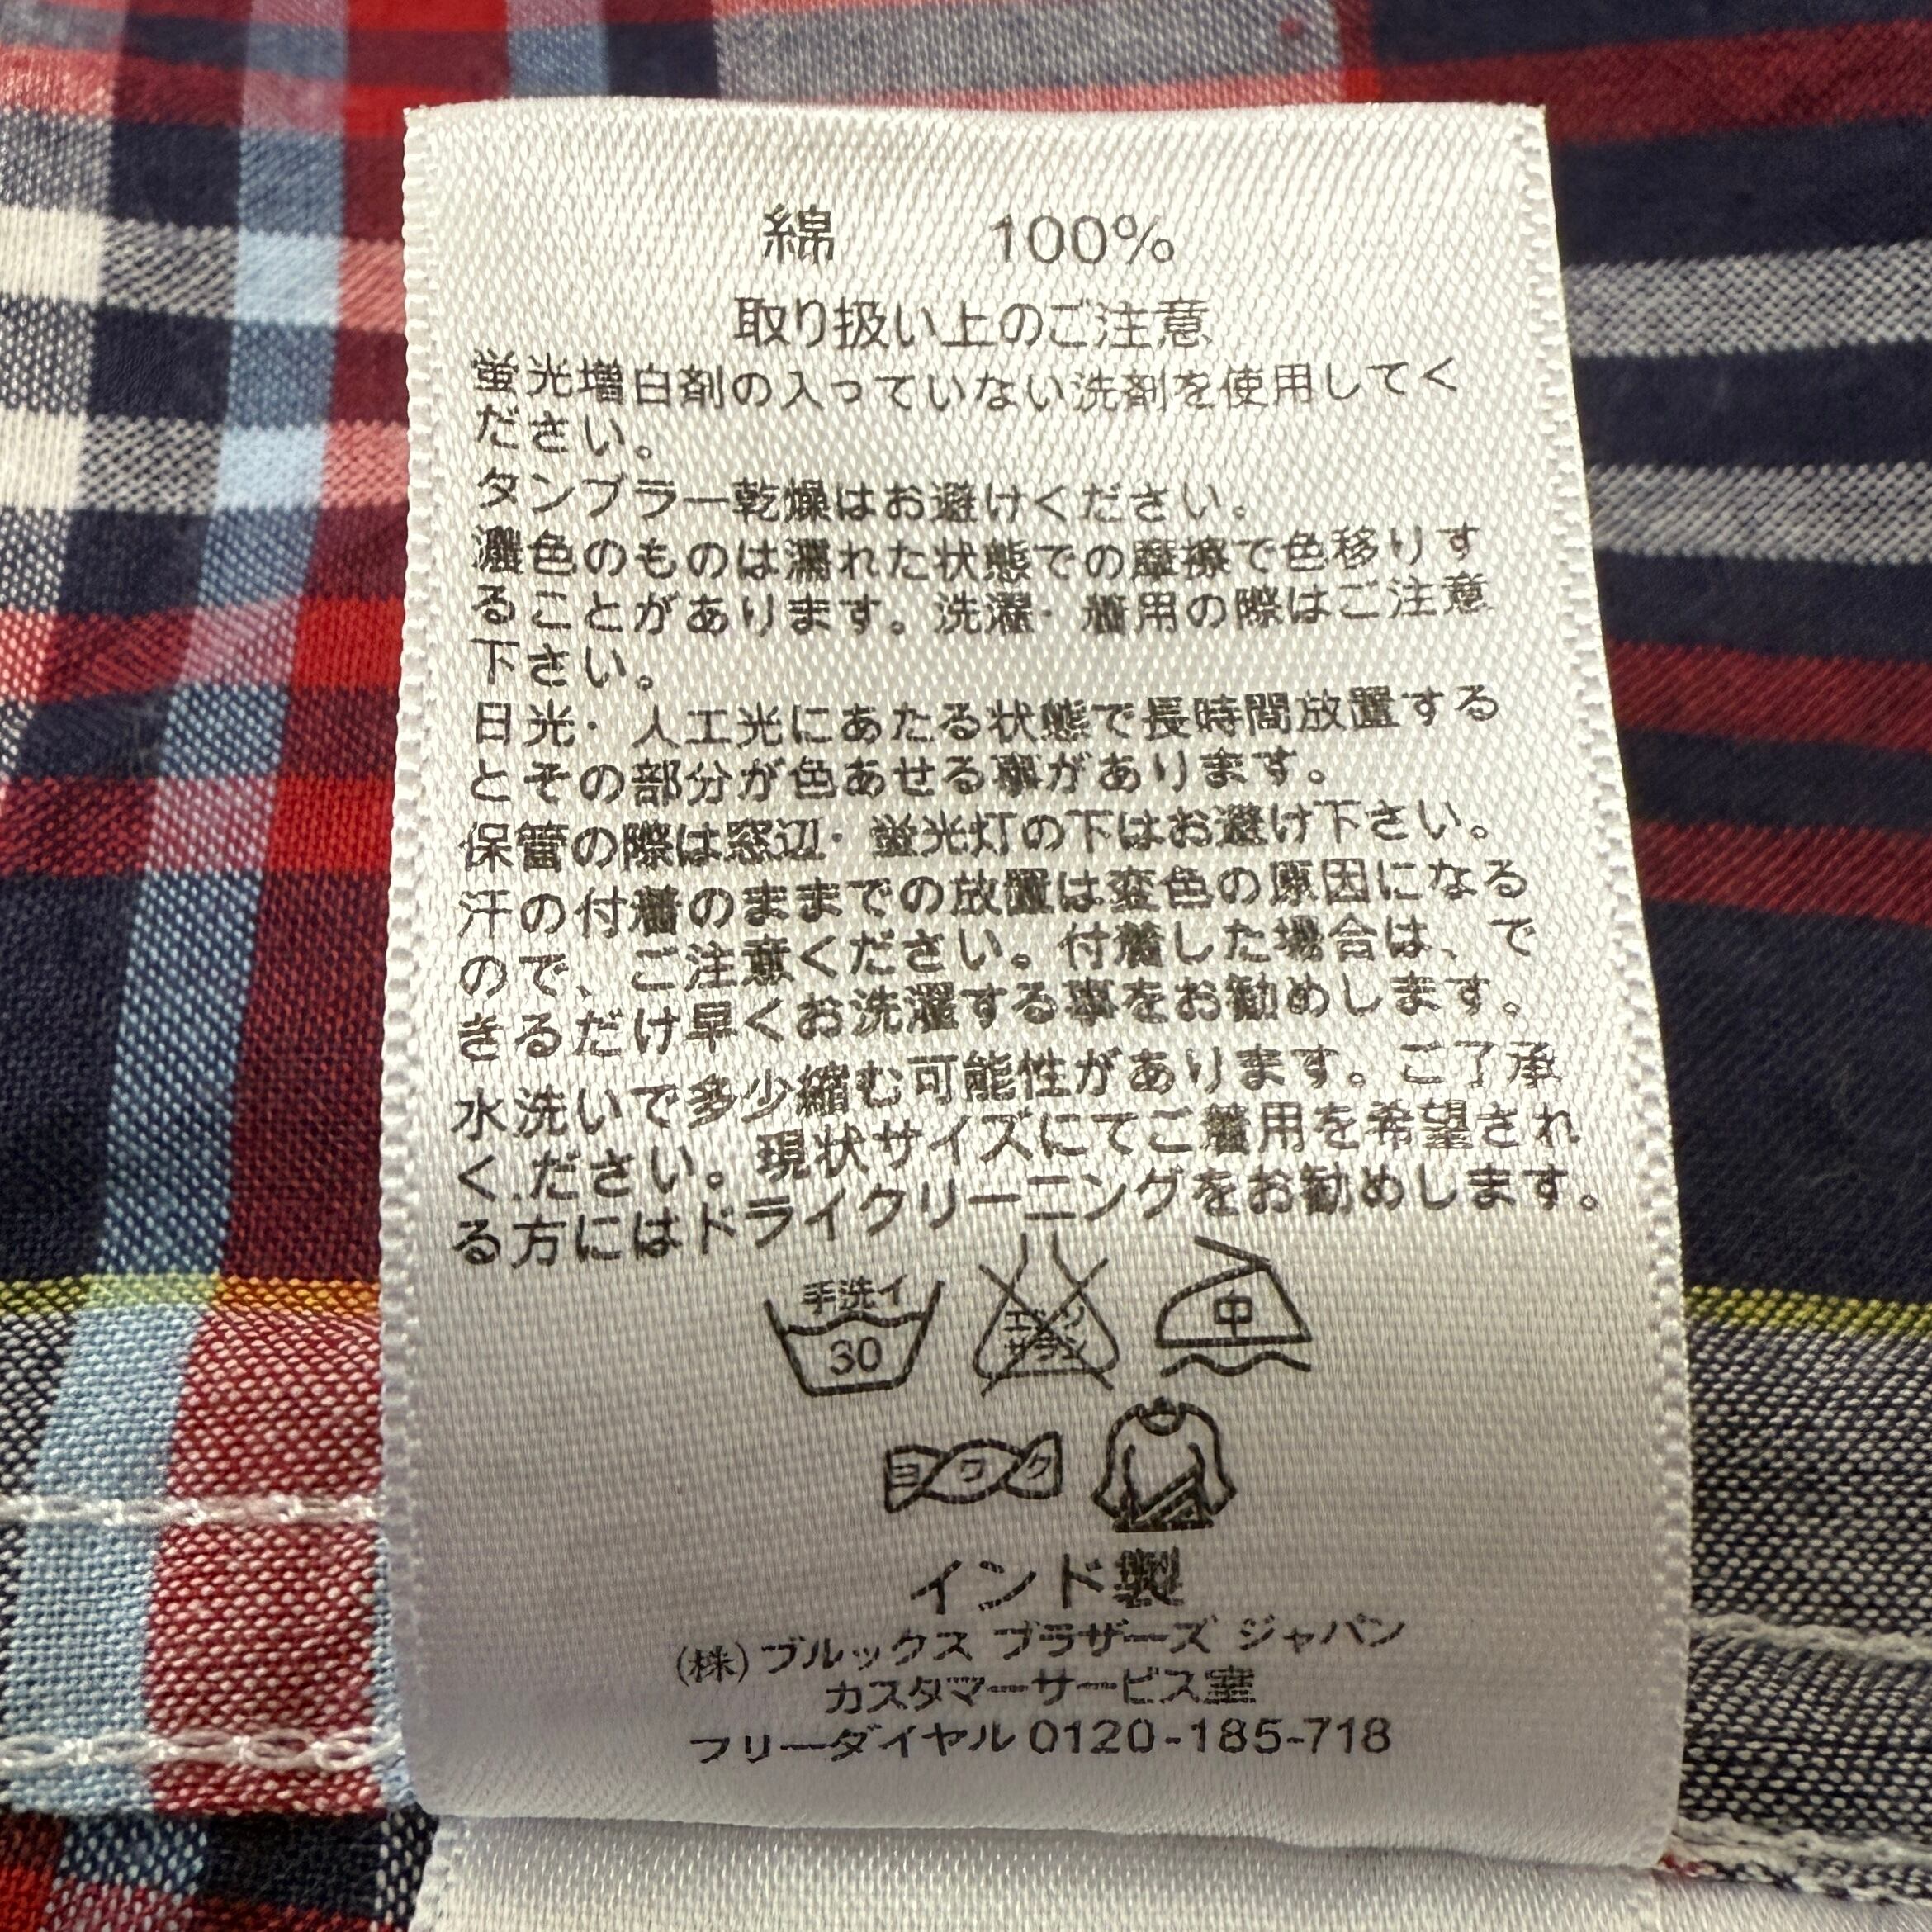 綿 100%
取り扱い上のご注意
蛍光増白剤の入っていない洗剤を使用してく
ださい。
タンブラー乾燥はお避けください。
濃色のものは濡れた状態での摩擦で色移りす
ることがあります。洗濯・着用の際はご注意
下さい。
日光・人工光にあたる状態で長時間放置する
とその部分が色あせる事があります。
保管の際は窓辺・蛍光灯の下はお避け下さい。
汗の付着のままでの放置は変色の原因になる
ので、ご注意ください。付着した場合は、で
きるだけ早くお洗濯する事をお勧めします。
水洗いで多少縮む可能性があります。ご了承
く.ださい。現状サイズにてご着用を希望され
る方にはドライクリーニングをお勧めします。
手洗イ
30
エンソサラシ
中
ヨワク
インド製
(株)ブルックス ブラザーズ ジャパン
カスタマーサービス室
フリーダイヤル 0120-185-718